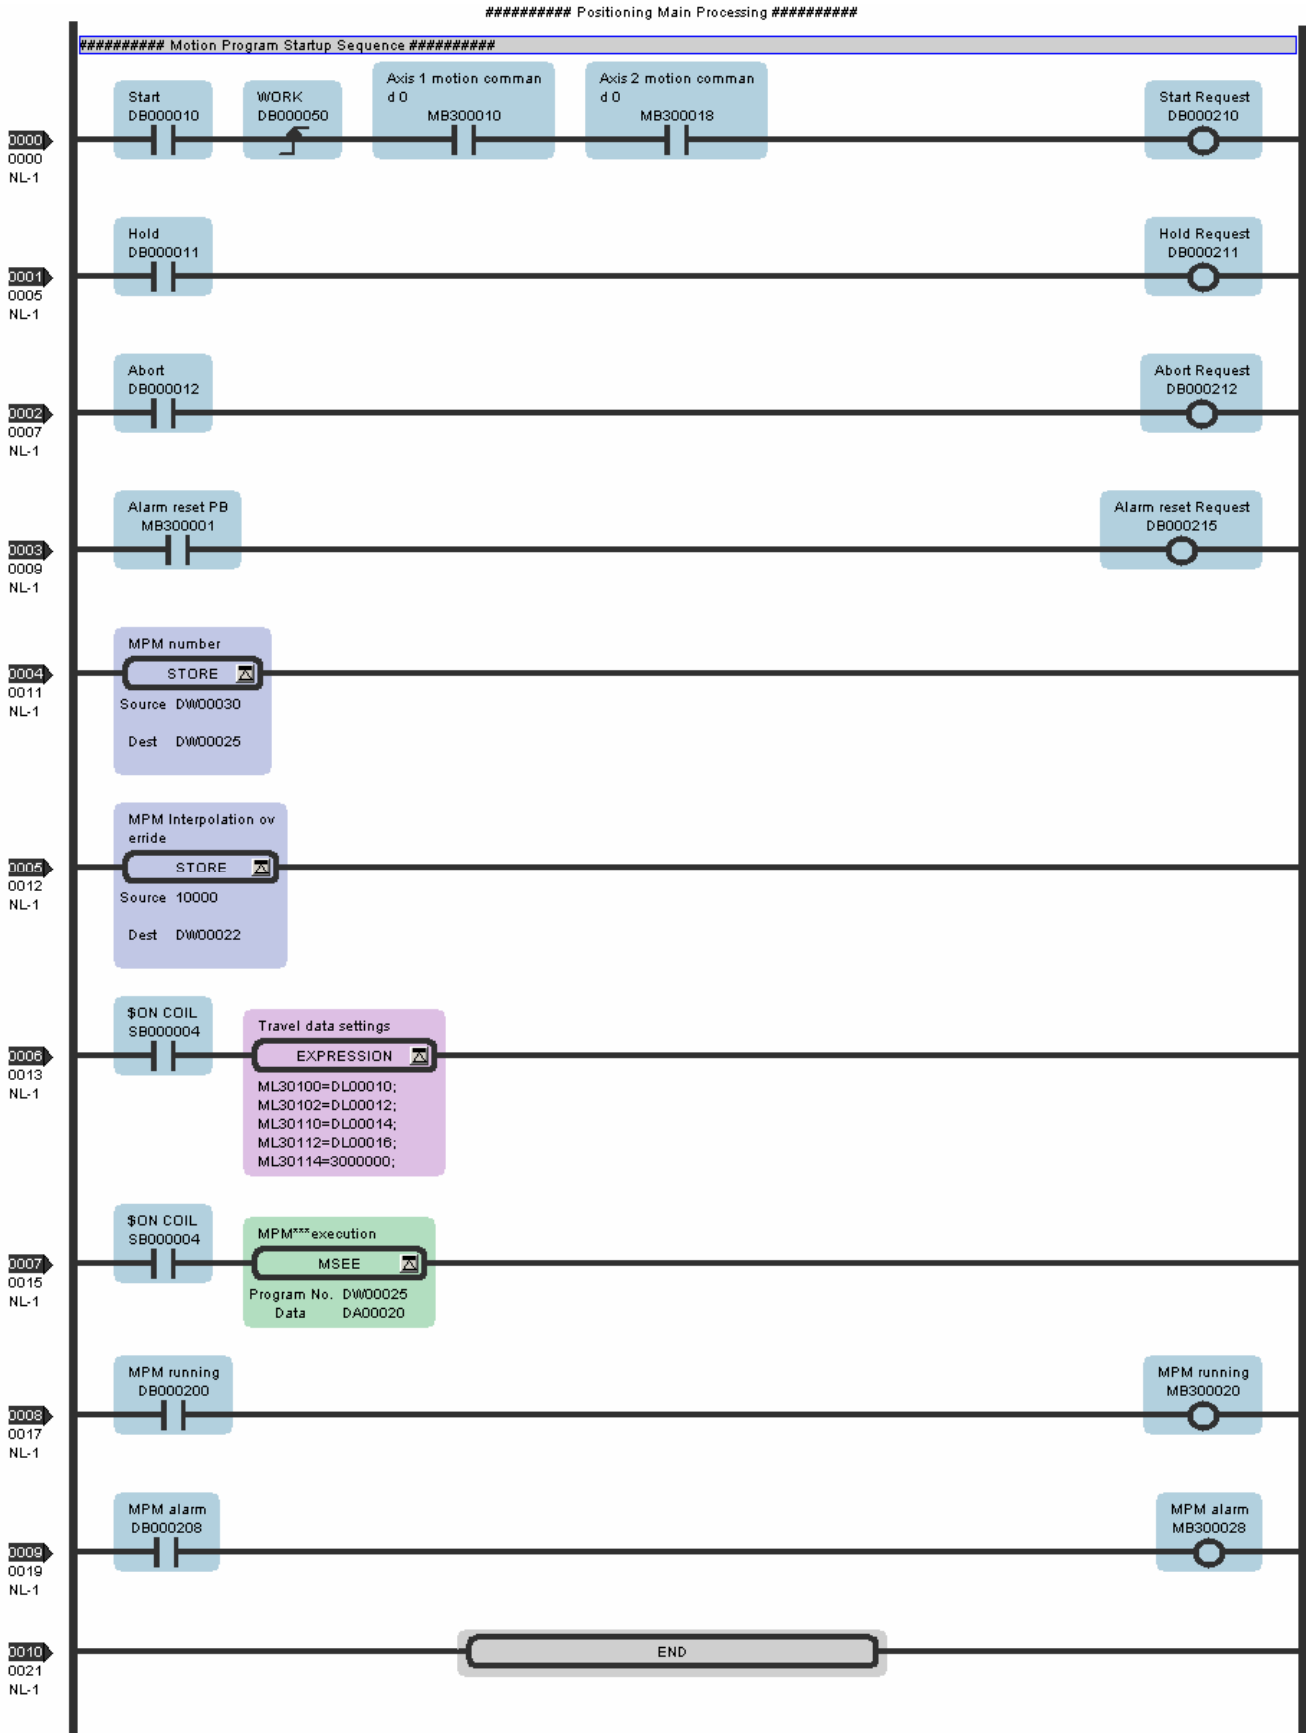 ########## Positioning Main Processing ##########
########## Motion Program Startup Sequence ##########
Start
DB000010
WORK
DB000050
Axis 1 motion comman
d 0
MB300010
Axis 2 motion comman
d 0
MB300018
Start Request
DB000210
0000
0000
NL-1
Hold
DB000011
Hold Request
DB000211
0001
0005
NL-1
Abort
DB000012
Abort Request
DB000212
0002
0007
NL-1
Alarm reset PB
MB300001
Alarm reset Request
DB000215
0003
0009
NL-1
MPM number
STORE
Source DW00030
Dest DW00025
0004
0011
NL-1
MPM Interpolation ov
erride
STORE
Source 10000
Dest DW00022
0005
0012
NL-1
$ON COIL
SB000004
Travel data settings
EXPRESSION
ML30100=DL00010;
ML30102=DL00012;
ML30110=DL00014;
ML30112=DL00016;
ML30114=3000000;
0006
0013
NL-1
$ON COIL
SB000004
MPM***execution
MSEE
Program No. DW00025
Data DA00020
0007
0015
NL-1
MPM running
DB000200
MPM running
MB300020
0008
0017
NL-1
MPM alarm
DB000208
MPM alarm
MB300028
0009
0019
NL-1
END
0010
0021
NL-1